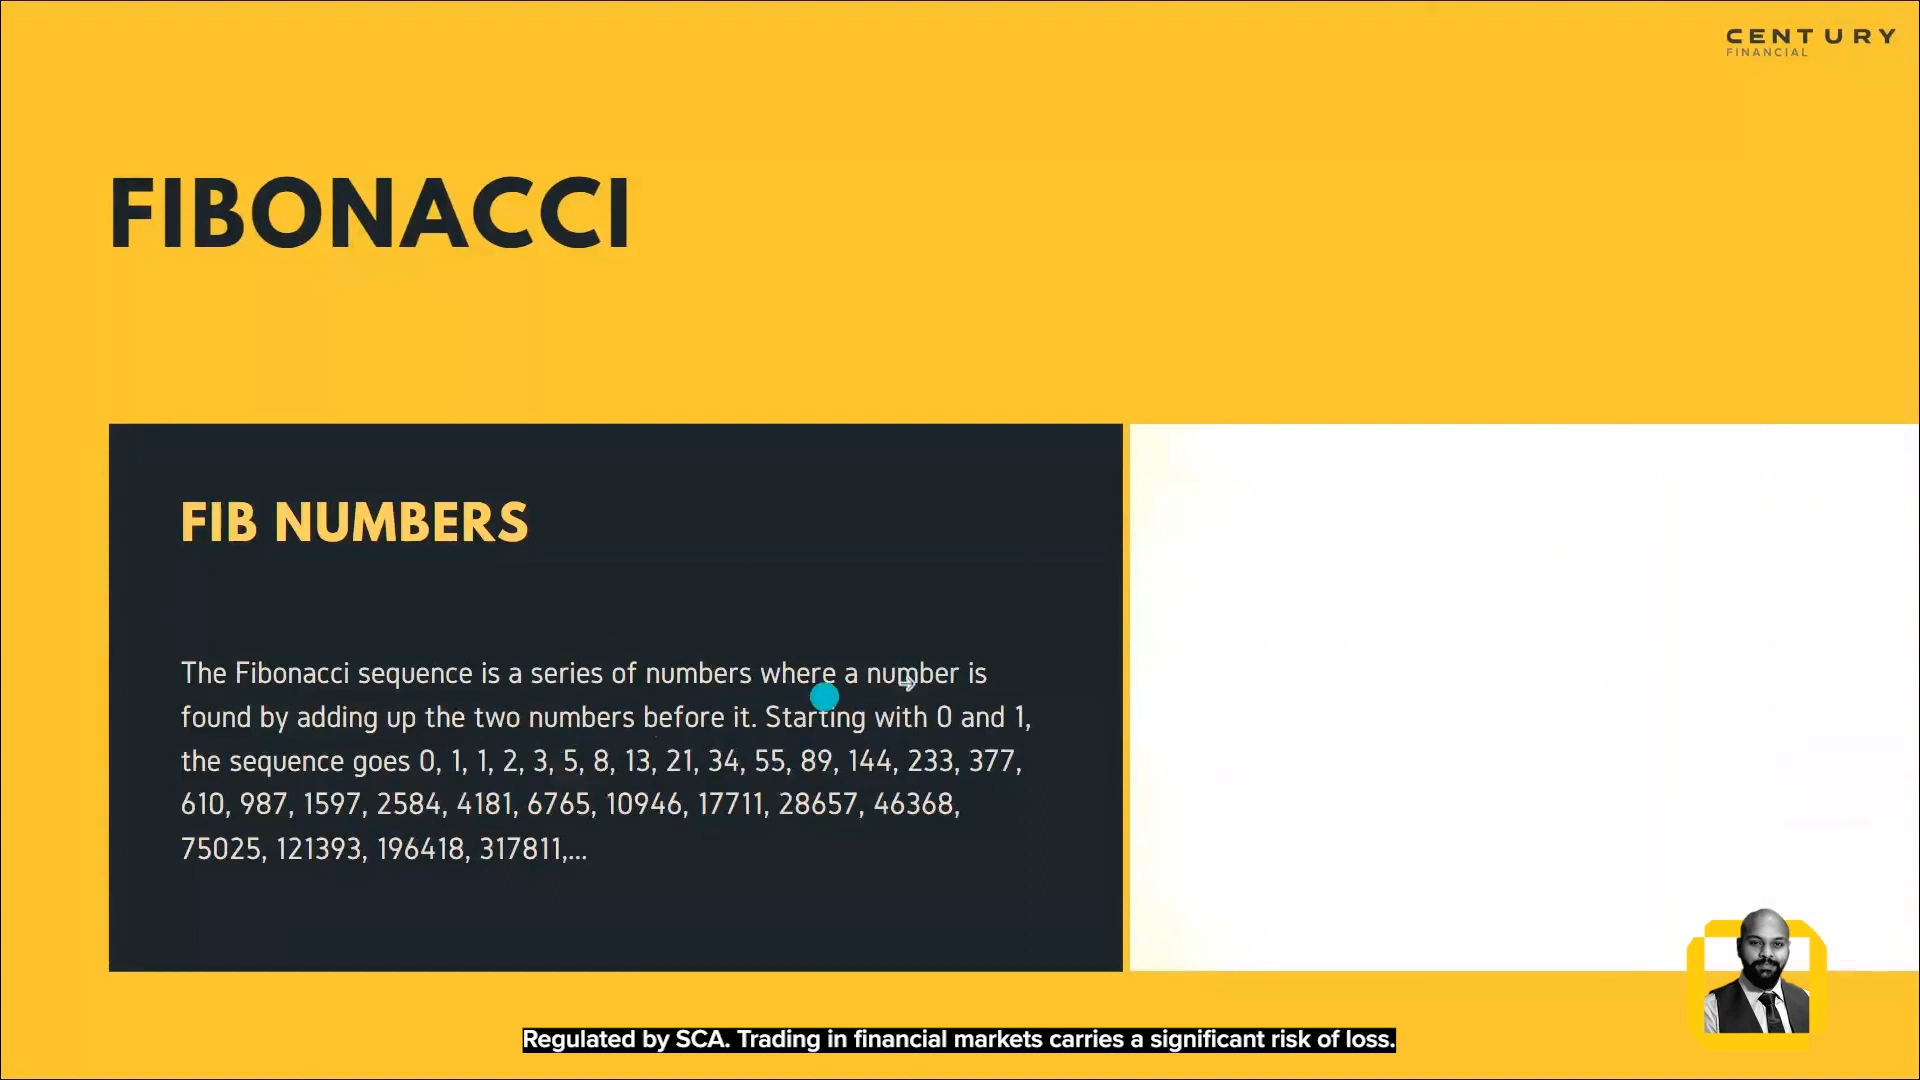 CENTURY
FINANCIAL
FIBONACCI
FIB NUMBERS
The Fibonacci sequence is a series of numbers where a number is
found by adding up the two numbers before it. Starting with 0 and 1,
the sequence goes 0, 1, 1, 2, 3, 5, 8, 13, 21, 34, 55, 89, 144, 233, 377,
610, 987, 1597, 2584, 4181, 6765, 10946, 17711, 28657, 46368,
75025, 121393, 196418, 317811,...
Regulated by SCA. Trading in financial markets carries a significant risk of loss.